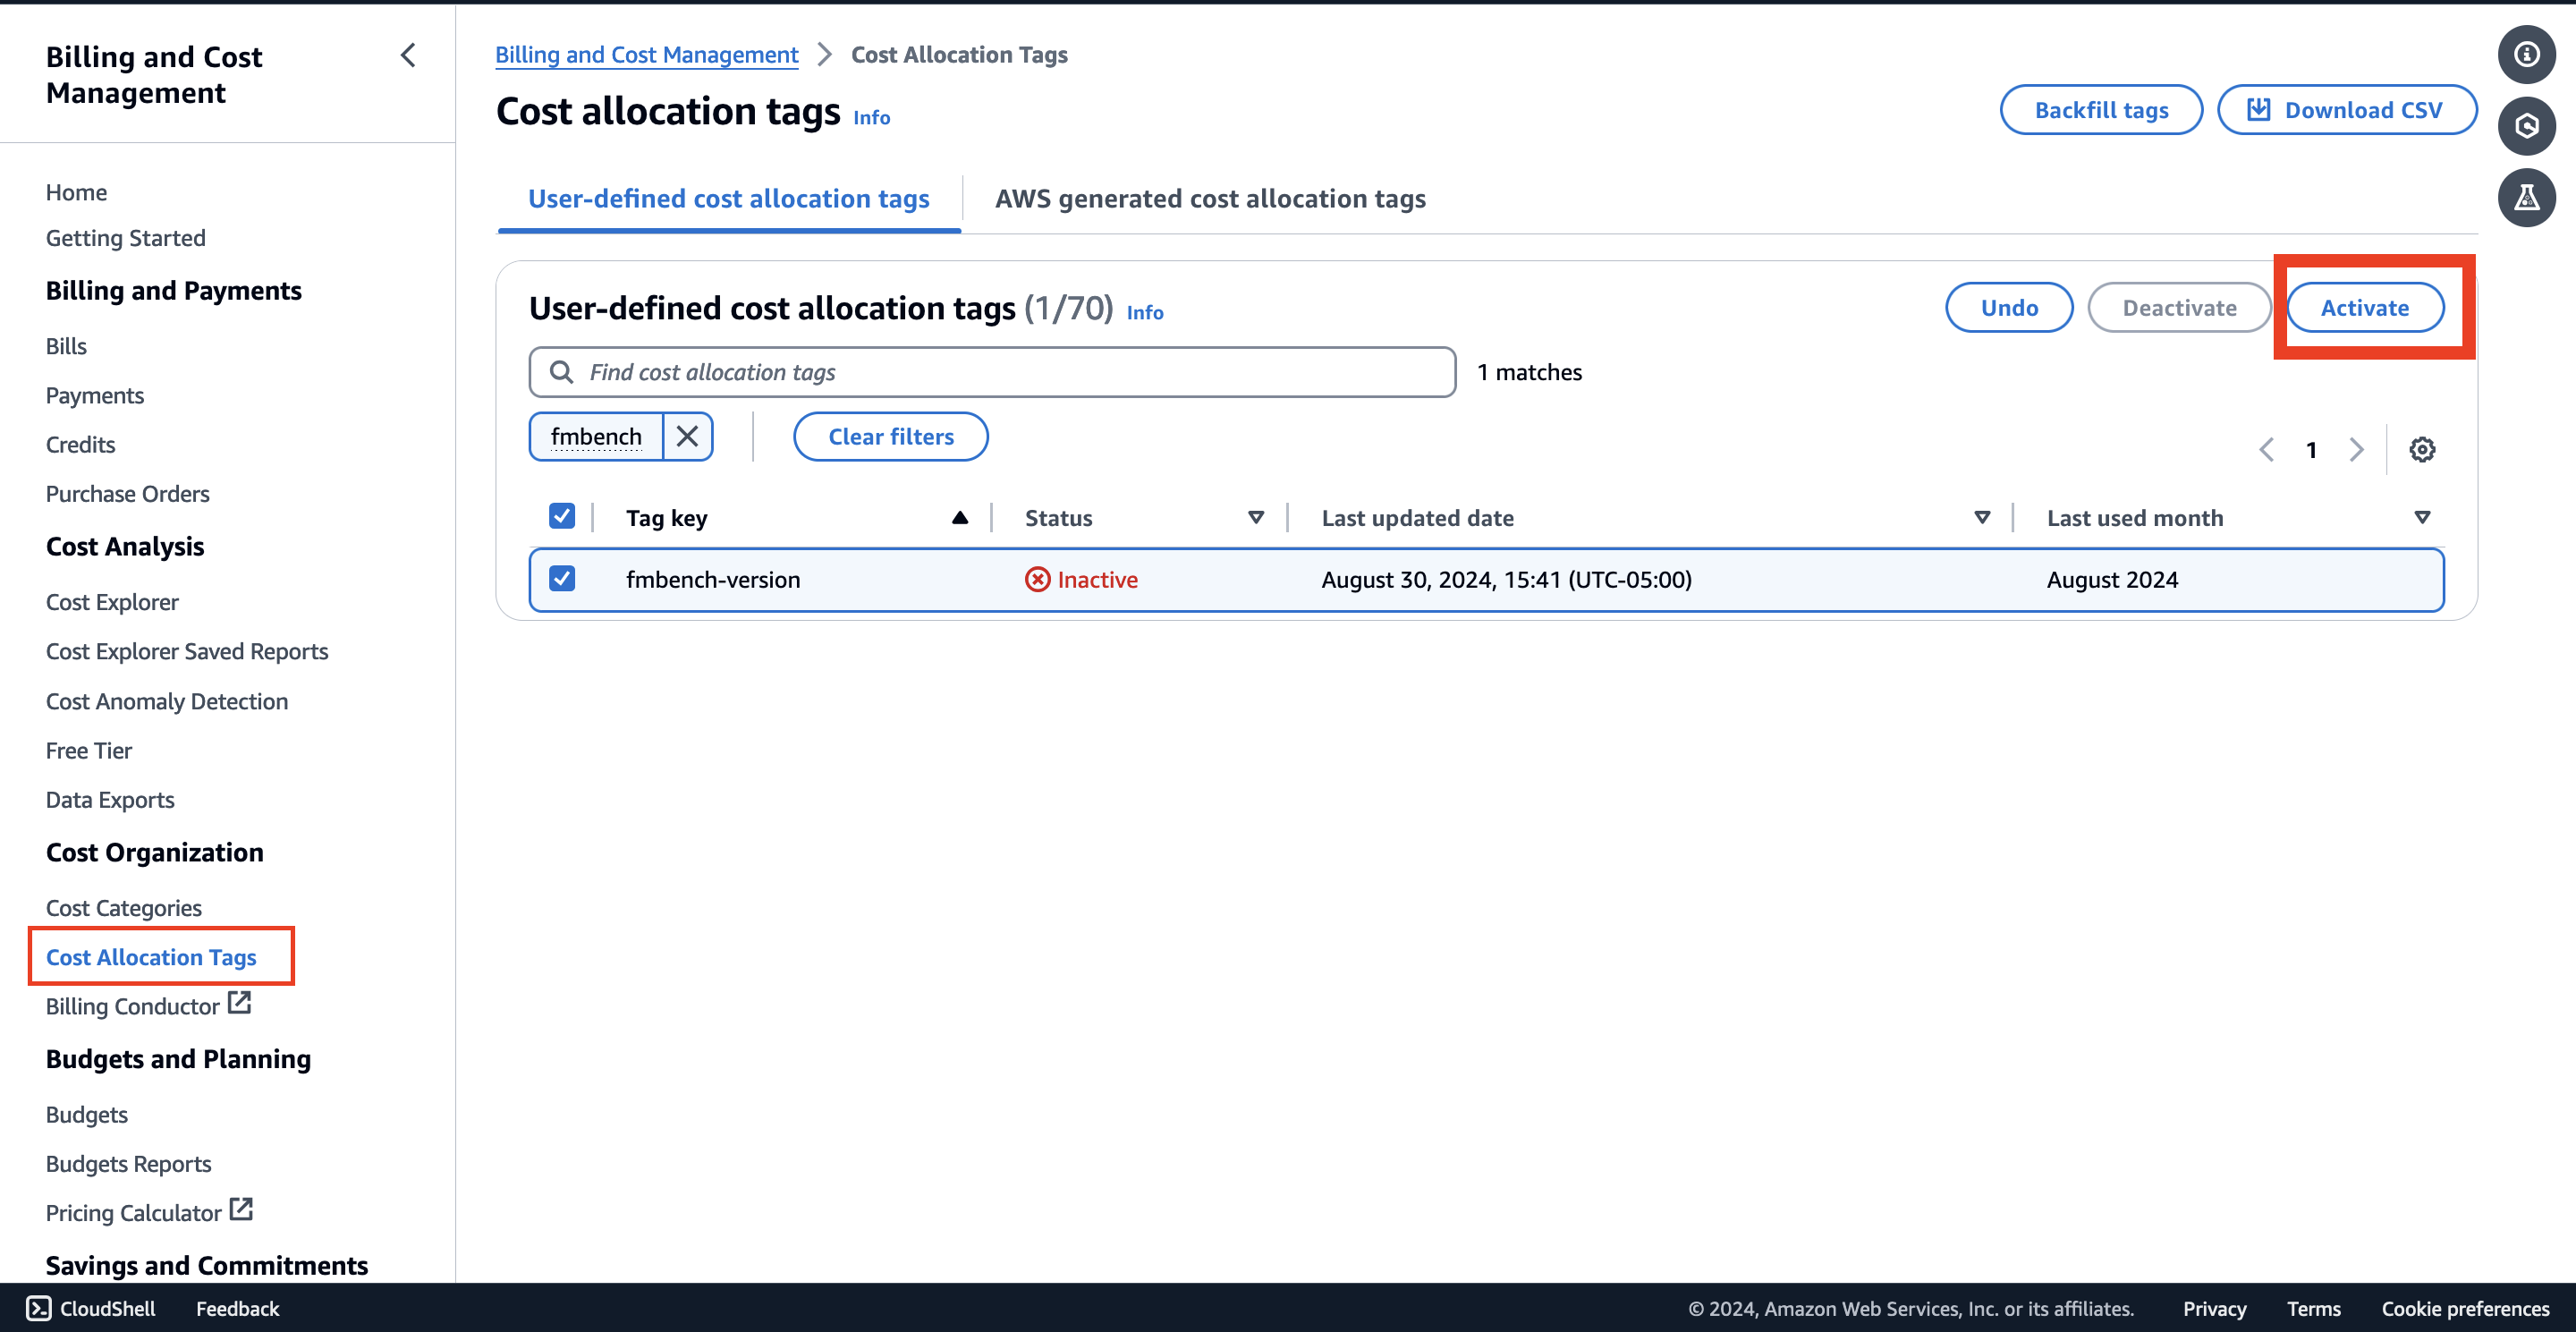 Billing and Cost
Management
Home
Getting Started
Billing and Payments
Bills
Payments
Credits
Purchase Orders
Cost Analysis
Cost Explorer
Cost Explorer Saved Reports
Cost Anomaly Detection
Free Tier
Data Exports
Cost Organization
Cost Categories
Cost Allocation Tags
Billing Conductor
Budgets and Planning
Budgets
Budgets Reports
Pricing Calculator
Savings and Commitments
Billing and Cost Management > Cost Allocation Tags
Cost allocation tags Info
Backfill tags Download CSV
User-defined cost allocation tags AWS generated cost allocation tags
User-defined cost allocation tags (1/70) Info
Undo Deactivate Activate
Find cost allocation tags 1 matches
fmbench Clear filters
1
Tag key Status Last updated date Last used month
fmbench-version Inactive August 30, 2024, 15:41 (UTC-05:00) August 2024
CloudShell Feedback © 2024, Amazon Web Services, Inc. or its affiliates. Privacy Terms Cookie preferences